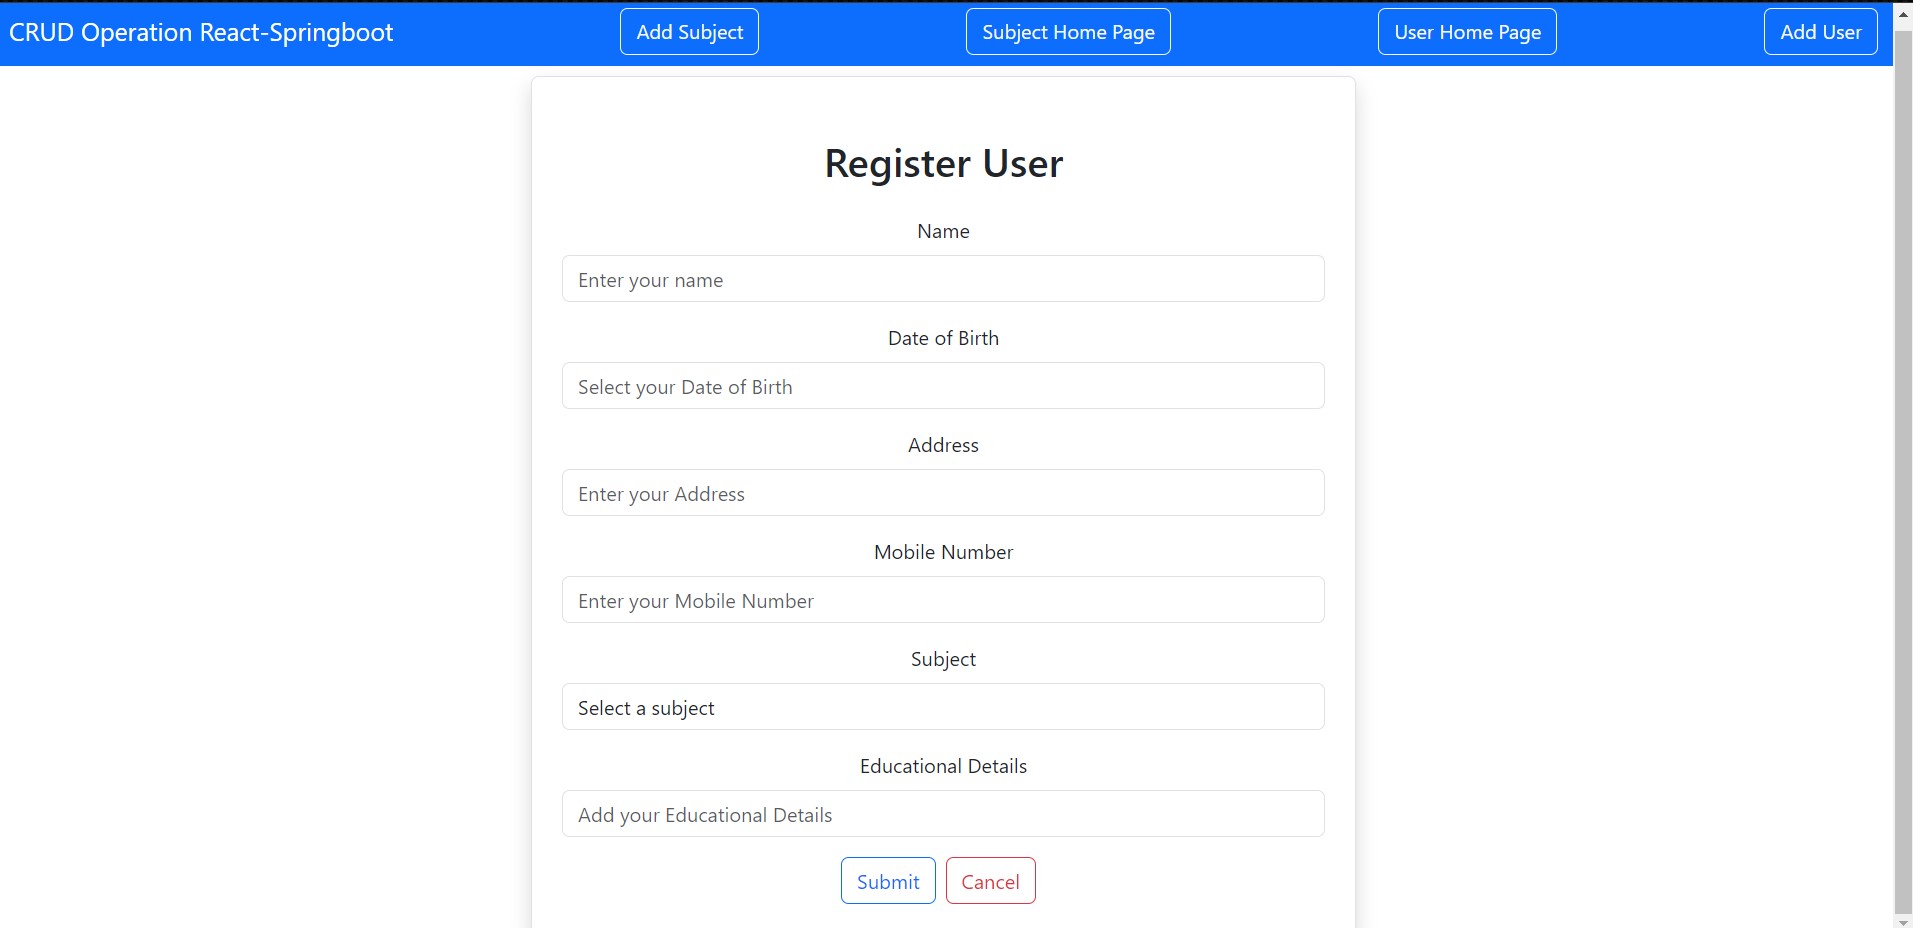 CRUD Operation React-Springboot
Add Subject
Subject Home Page
User Home Page
Add User
Register User
Name
Enter your name
Date of Birth
Select your Date of Birth
Address
Enter your Address
Mobile Number
Enter your Mobile Number
Subject
Select a subject
Educational Details
Add your Educational Details
Submit
Cancel